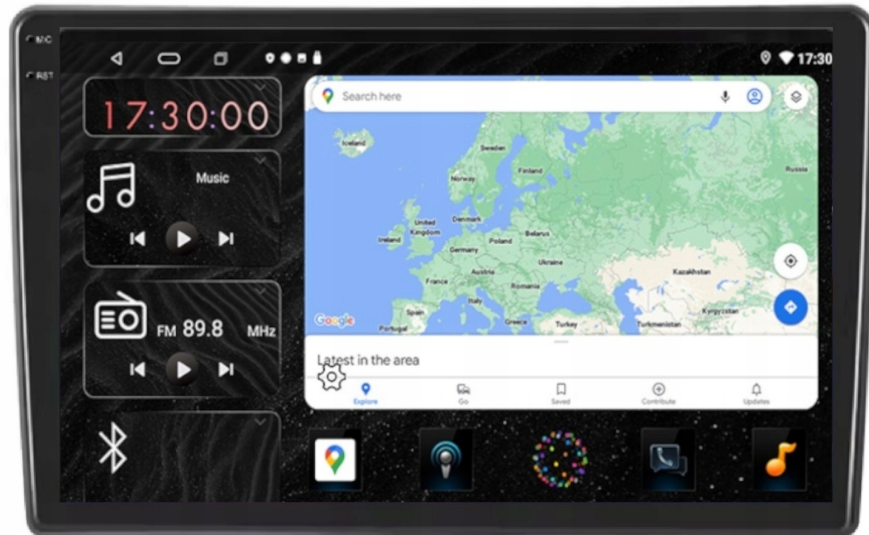 MIC
RST
17:30
17:30:00
Music
FM 89.8 MHz
Search here
Iceland
Sweden
Finland
Norway
Russia
United Kingdom
Denmark
Ireland
Poland
Belarus
Germany
Ukraine
Austria
France
Romania
Kazakhstan
Italy
Spain
Portugal
Greece
Turkey
Turkmenistan
Kyrgyzstan
Google
Latest in the area
Explore
Go
Saved
Contribute
Updates